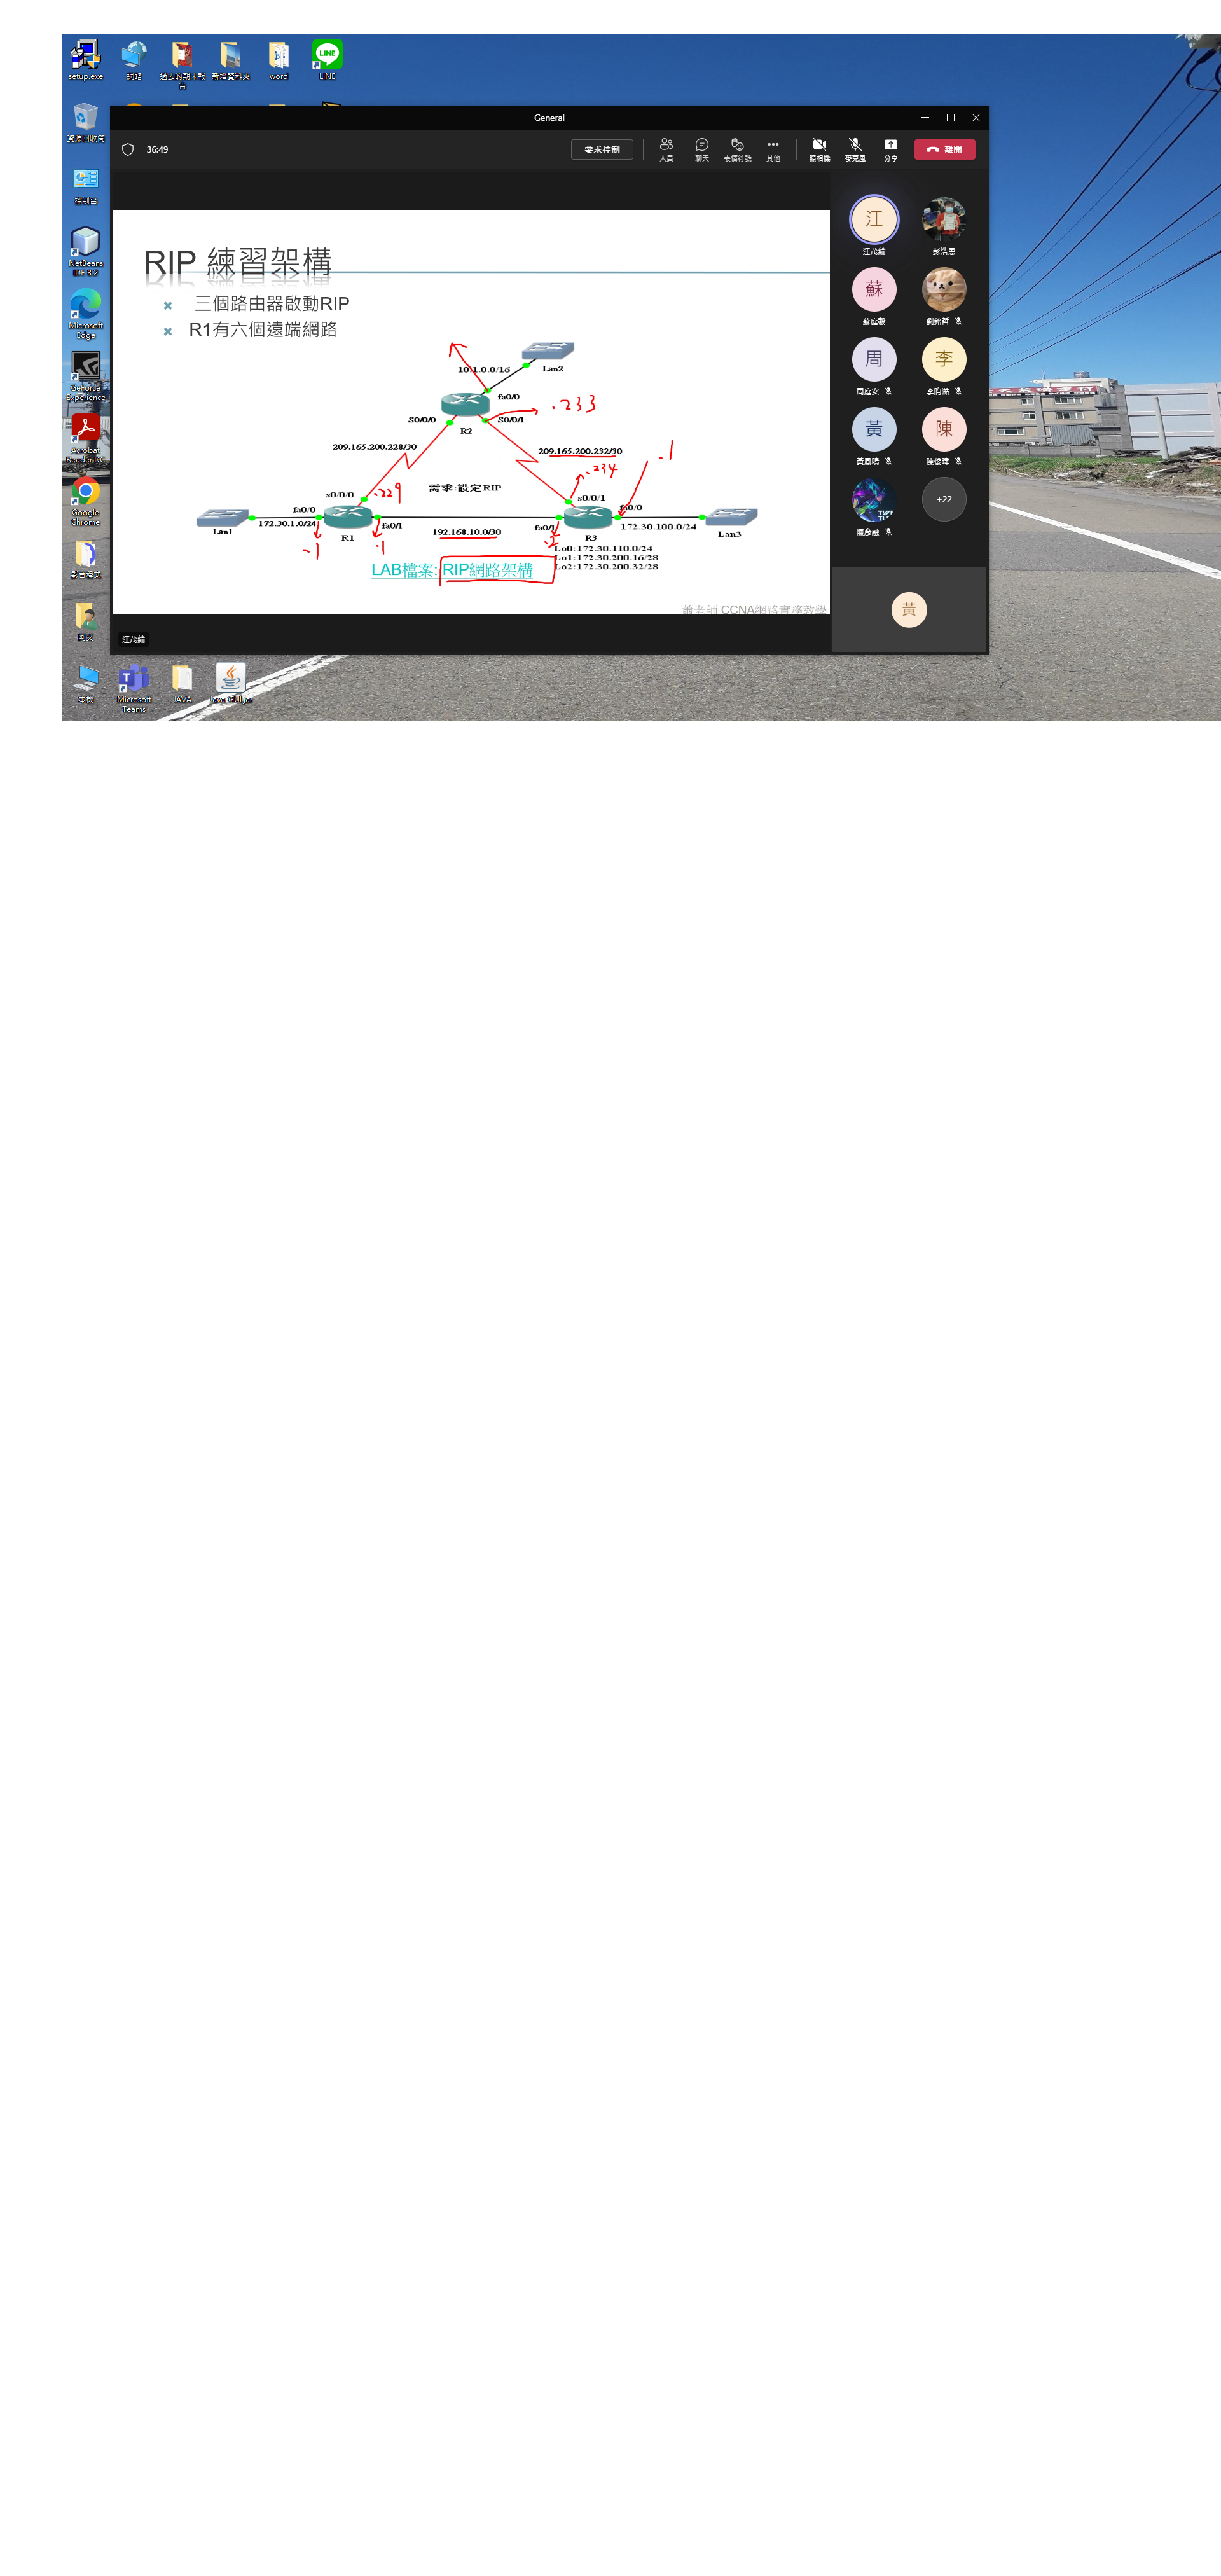 setup.exe
網路
過去的期末報告
新增資料夾
word
LINE
資源回收筒
控制台
NetBeans IDE 8.2
Microsoft Edge
GeForce Experience
Acrobat Reader DC
Google Chrome
影音程式
本機
Microsoft Teams
JAVA
General
36:49
要求控制
人員
聊天
表情符號
其他
照相機
麥克風
分享
離開
RIP 練習架構
三個路由器啟動RIP
R1有六個遠端網路
10.1.0.0/16
Lan2
fa0/0
S0/0/0
R2
S0/0/1
.233
209.165.200.228/30
209.165.200.232/30
.1
.234
需求:設定RIP
s0/0/0
.229
s0/0/1
fa0/0
fa0/0
Lan1
172.30.1.0/24
R1
fa0/1
192.168.10.0/30
fa0/1
R3
172.30.100.0/24
Lan3
.1
.1
.2
Lo0:172.30.110.0/24
Lo1:172.30.200.16/28
Lo2:172.30.200.32/28
LAB檔案: RIP網路架構
蕭老師 CCNA網路實務教學
江茂綸
江
江茂綸
彭浩恩
蘇
蘇庭毅
劉銘哲
周
周庭安
李
李昀澔
黃
黃鳳鳴
陳
陳俊瑋
陳彥融
+22
黃